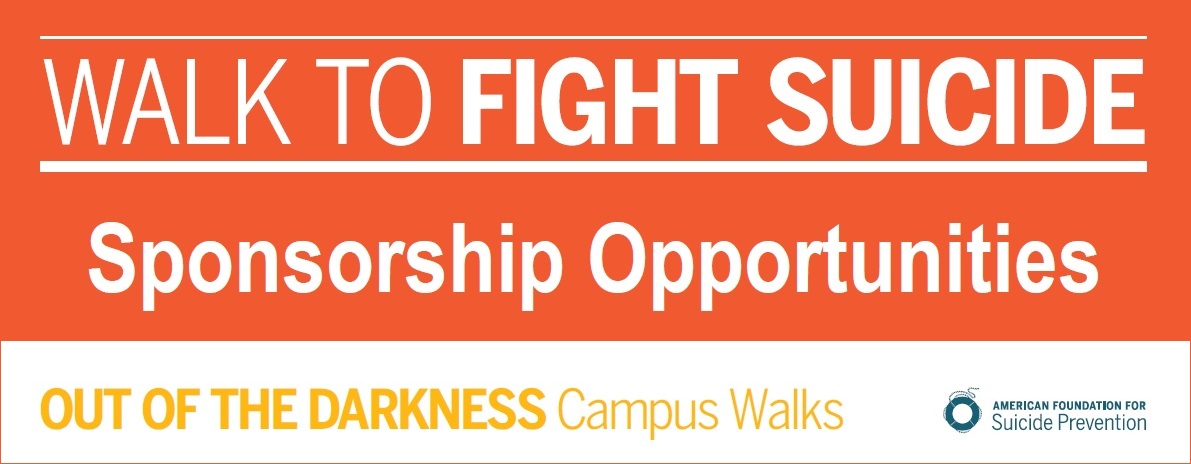 WALK TO FIGHT SUICIDE
Sponsorship Opportunities
OUT OF THE DARKNESS Campus Walks
AMERICAN FOUNDATION FOR
Suicide Prevention